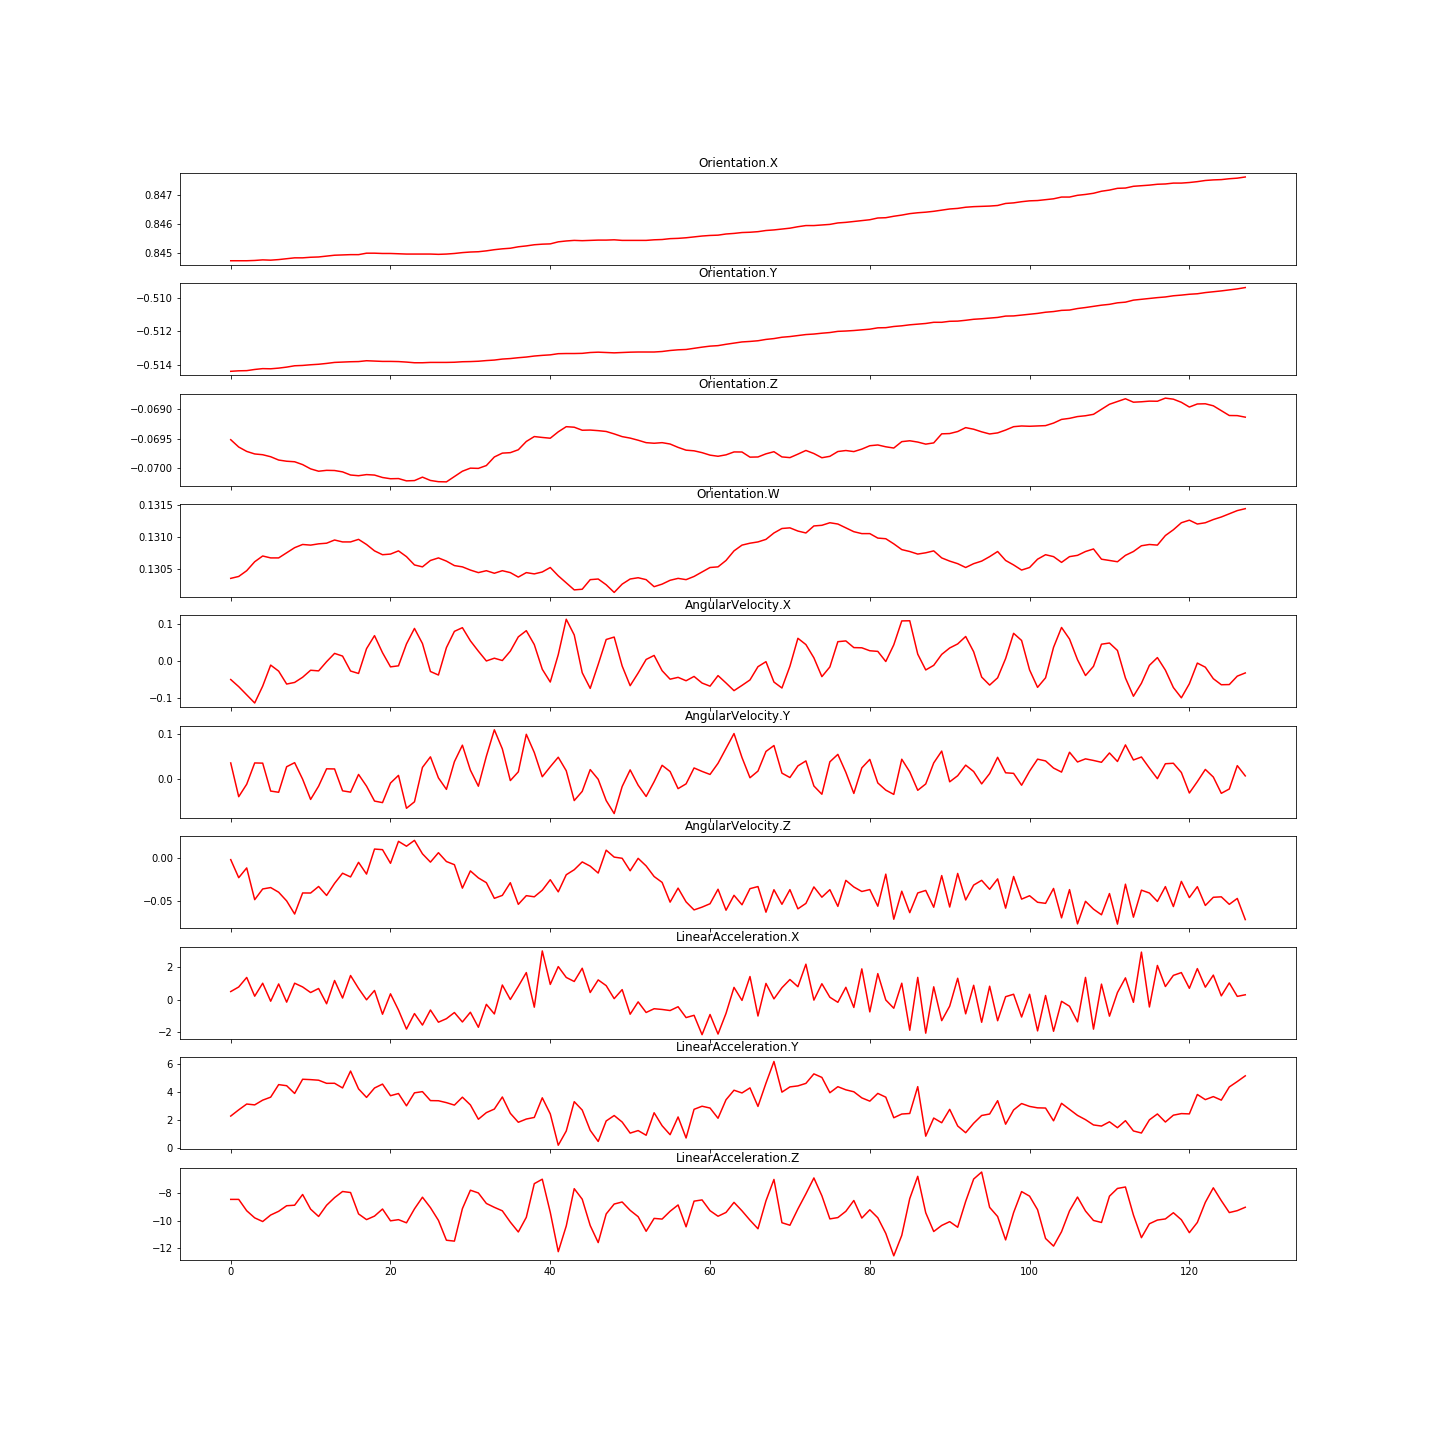 Orientation.X
0.847
0.846
0.845
Orientation.Y
−0.510
−0.512
−0.514
Orientation.Z
−0.0690
−0.0695
−0.0700
Orientation.W
0.1315
0.1310
0.1305
AngularVelocity.X
0.1
0.0
−0.1
AngularVelocity.Y
0.1
0.0
AngularVelocity.Z
0.00
−0.05
LinearAcceleration.X
2
0
−2
LinearAcceleration.Y
6
4
2
0
LinearAcceleration.Z
−8
−10
−12
0 20 40 60 80 100 120